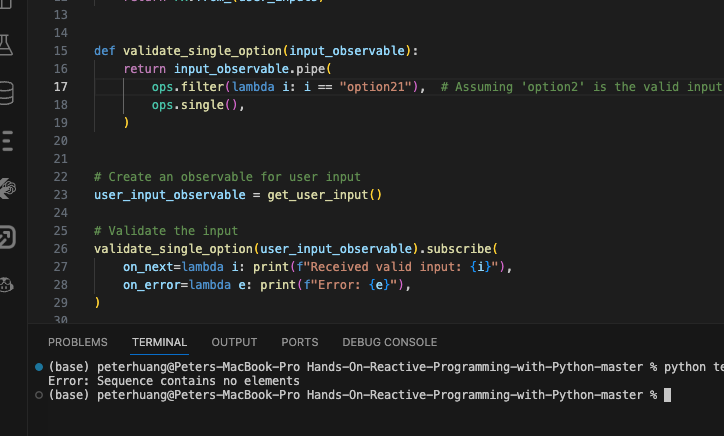 13
14
15 def validate_single_option(input_observable):
16 return input_observable.pipe(
17 ops.filter(lambda i: i == "option21"), # Assuming 'option2' is the valid input
18 ops.single(),
19 )
20
21
22 # Create an observable for user input
23 user_input_observable = get_user_input()
24
25 # Validate the input
26 validate_single_option(user_input_observable).subscribe(
27 on_next=lambda i: print(f"Received valid input: {i}"),
28 on_error=lambda e: print(f"Error: {e}"),
29 )
30
PROBLEMS TERMINAL OUTPUT PORTS DEBUG CONSOLE
(base) peterhuang@Peters-MacBook-Pro Hands-On-Reactive-Programming-with-Python-master % python te
Error: Sequence contains no elements
(base) peterhuang@Peters-MacBook-Pro Hands-On-Reactive-Programming-with-Python-master %